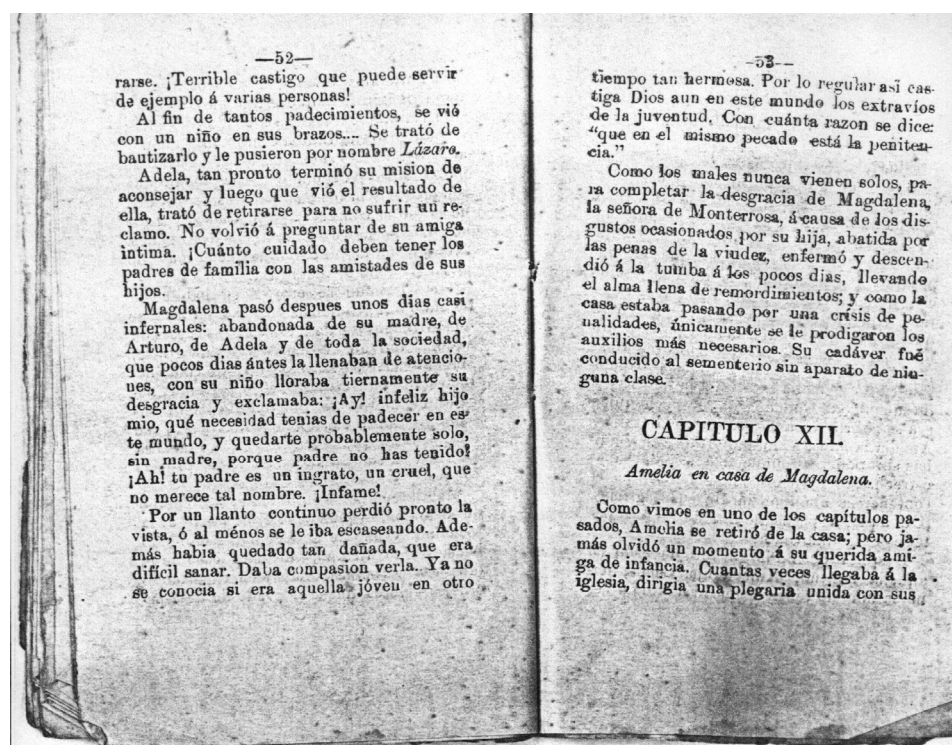 —52—
rarse. ¡Terrible castigo que puede servir
de ejemplo á varias personas!
Al fin de tantos padecimientos, se vió
con un niño en sus brazos.... Se trató de
bautizarlo y le pusieron por nombre Lázaro.
Adela, tan pronto terminó su mision de
aconsejar y luego que vió el resultado de
ella, trató de retirarse para no sufrir un re-
clamo. No volvió á preguntar de su amiga
intima. ¡Cuánto cuidado deben tener los
padres de familia con las amistades de sus
hijos.
Magdalena pasó despues unos dias casi
infernales: abandonada de su madre, de
Arturo, de Adela y de toda la sociedad,
que pocos dias ántes la llenaban de atencio-
nes, con su niño lloraba tiernamente su
desgracia y exclamaba: ¡Ay! infeliz hijo
mio, qué necesidad tenias de padecer en es-
te mundo, y quedarte probablemente solo,
sin madre, porque padre no has tenido!
¡Ah! tu padre es un ingrato, un cruel, que
no merece tal nombre. ¡Infame!
Por un llanto continuo perdió pronto la
vista, ó al ménos se le iba escaseando. Ade-
más habia quedado tan dañada, que era
difícil sanar. Daba compasion verla. Ya no
se conocia si era aquella jóven en otro
—53—
tiempo tan hermosa. Por lo regular así cas-
tiga Dios aun en este mundo los extravíos
de la juventud. Con cuánta razon se dice:
"que en el mismo pecado está la peniten-
cia."
Como los males nunca vienen solos, pa-
ra completar la desgracia de Magdalena,
la señora de Monterrosa, á causa de los dis-
gustos ocasionados por su hija, abatida por
las penas de la viudez, enfermó y descen-
dió á la tumba á los pocos dias, llevando
el alma llena de remordimientos; y como la
casa estaba pasando por una crísis de pe-
nalidades, únicamente se le prodigaron los
auxilios más necesarios. Su cadáver fué
conducido al sementerio sin aparato de nin-
guna clase.
CAPITULO XII.
Amelia en casa de Magdalena.
Como vimos en uno de los capítulos pa-
sados, Amelia se retiró de la casa; péro ja-
más olvidó un momento á su querida ami-
ga de infancia. Cuantas veces llegaba á la
iglesia, dirigia una plegaria unida con sus